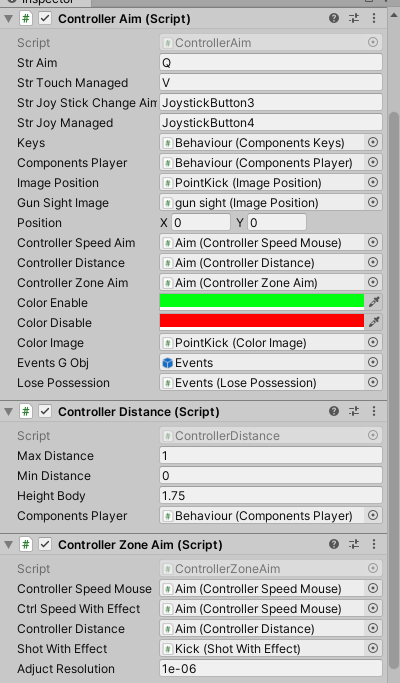 Inspector
Controller Aim (Script)
Script ControllerAim
Str Aim Q
Str Touch Managed V
Str Joy Stick Change Aim JoystickButton3
Str Joy Managed JoystickButton4
Keys Behaviour (Components Keys)
Components Player Behaviour (Components Player)
Image Position PointKick (Image Position)
Gun Sight Image gun sight (Image Position)
Position X 0 Y 0
Controller Speed Aim Aim (Controller Speed Mouse)
Controller Distance Aim (Controller Distance)
Controller Zone Aim Aim (Controller Zone Aim)
Color Enable
Color Disable
Color Image PointKick (Color Image)
Events G Obj Events
Lose Possession Events (Lose Possession)
Controller Distance (Script)
Script ControllerDistance
Max Distance 1
Min Distance 0
Height Body 1.75
Components Player Behaviour (Components Player)
Controller Zone Aim (Script)
Script ControllerZoneAim
Controller Speed Mouse Aim (Controller Speed Mouse)
Ctrl Speed With Effect Aim (Controller Speed Mouse)
Controller Distance Aim (Controller Distance)
Shot With Effect Kick (Shot With Effect)
Adjuct Resolution 1e-06